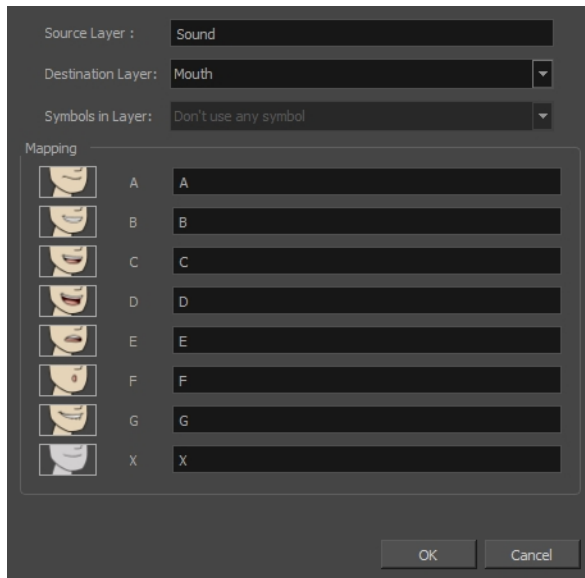 Source Layer : Sound
Destination Layer: Mouth
Symbols in Layer: Don't use any symbol
Mapping
A A
B B
C C
D D
E E
F F
G G
X X
OK Cancel